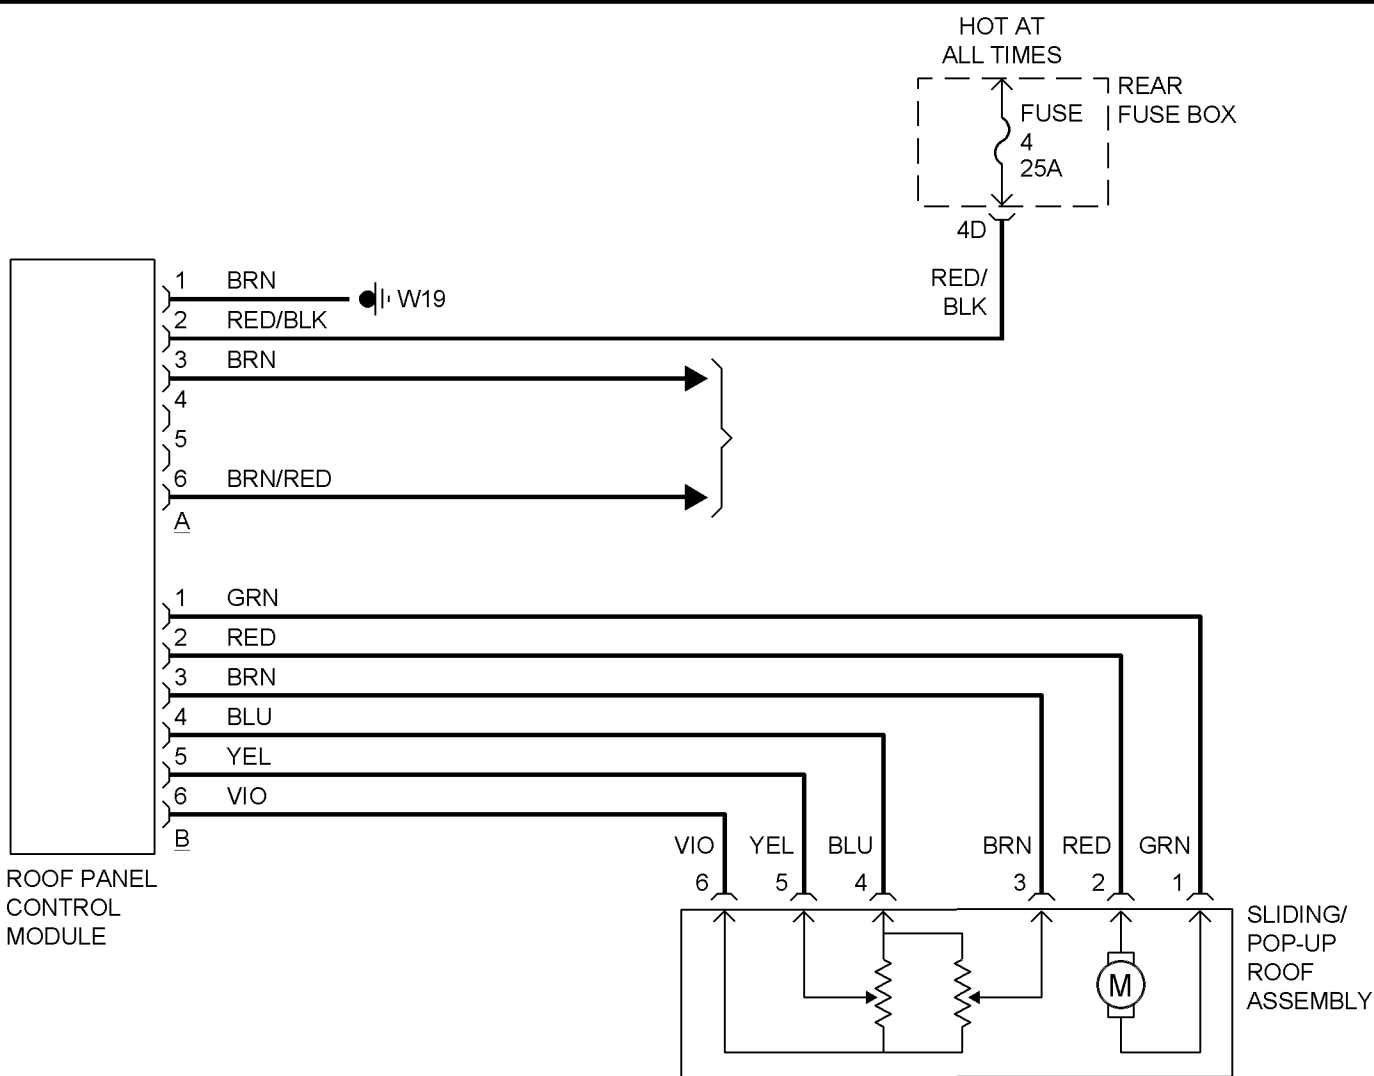 HOT AT
ALL TIMES
REAR
FUSE BOX
FUSE
4
25A
4D
RED/
BLK
1 BRN
W19
2 RED/BLK
3 BRN
4
5
6 BRN/RED
A
1 GRN
2 RED
3 BRN
4 BLU
5 YEL
6 VIO
B
ROOF PANEL
CONTROL
MODULE
VIO YEL BLU BRN RED GRN
6 5 4 3 2 1
M
SLIDING/
POP-UP
ROOF
ASSEMBLY